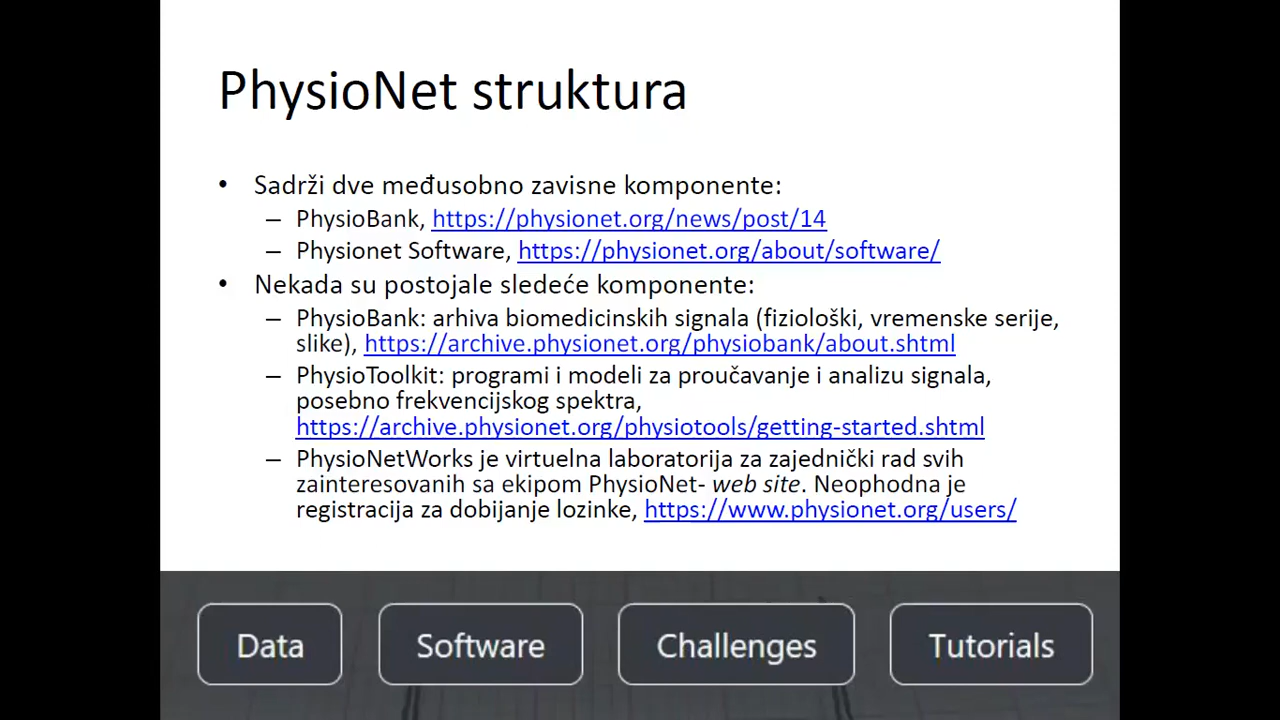 PhysioNet struktura
• Sadrži dve međusobno zavisne komponente:
– PhysioBank, https://physionet.org/news/post/14
– Physionet Software, https://physionet.org/about/software/
• Nekada su postojale sledeće komponente:
– PhysioBank: arhiva biomedicinskih signala (fiziološki, vremenske serije,
slike), https://archive.physionet.org/physiobank/about.shtml
– PhysioToolkit: programi i modeli za proučavanje i analizu signala,
posebno frekvencijskog spektra,
https://archive.physionet.org/physiotools/getting-started.shtml
– PhysioNetWorks je virtuelna laboratorija za zajednički rad svih
zainteresovanih sa ekipom PhysioNet- web site. Neophodna je
registracija za dobijanje lozinke, https://www.physionet.org/users/
Data Software Challenges Tutorials